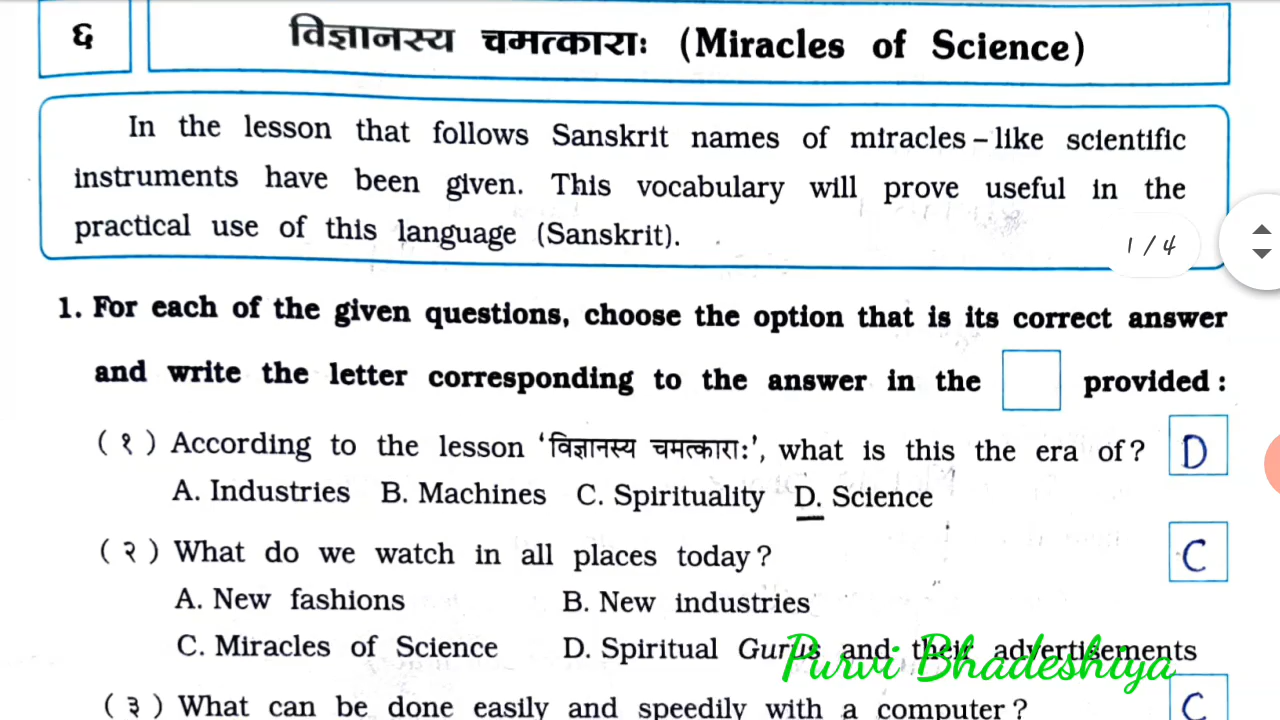 ६ विज्ञानस्य चमत्काराः (Miracles of Science)
In the lesson that follows Sanskrit names of miracles – like scientific
instruments have been given. This vocabulary will prove useful in the
practical use of this language (Sanskrit).
1 / 4
1. For each of the given questions, choose the option that is its correct answer
and write the letter corresponding to the answer in the provided :
( १ ) According to the lesson ‘विज्ञानस्य चमत्काराः’, what is this the era of? D
A. Industries B. Machines C. Spirituality D. Science
( २ ) What do we watch in all places today? C
A. New fashions B. New industries
C. Miracles of Science D. Spiritual Gurus and their advertisements
Purvi Bhadeshiya
( ३ ) What can be done easily and speedily with a computer? C